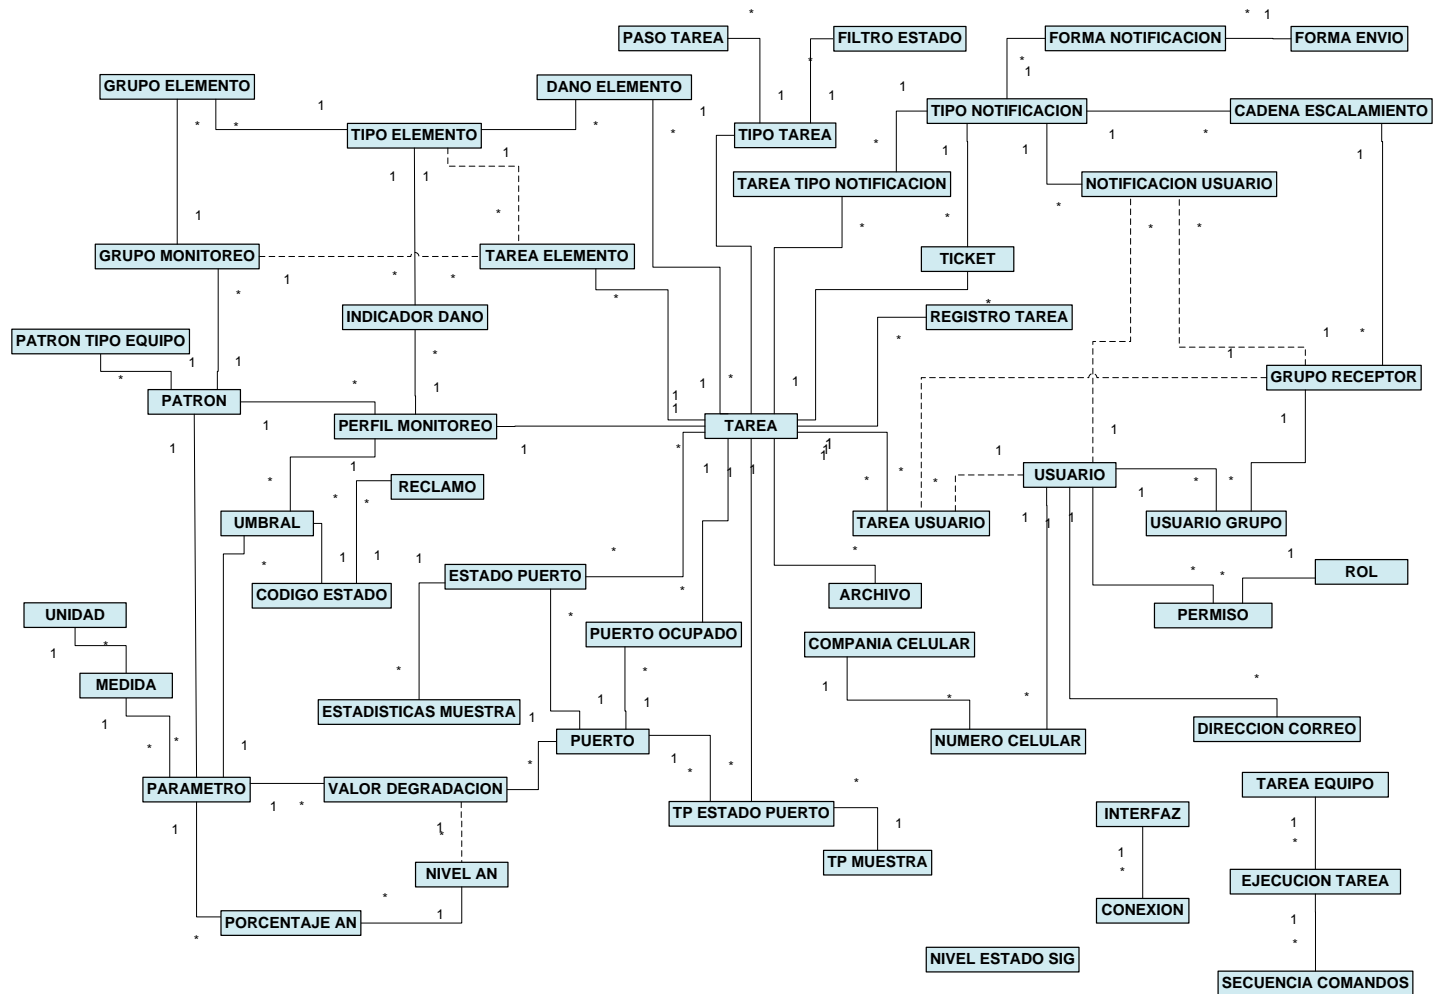 PASO TAREA
FILTRO ESTADO
FORMA NOTIFICACION
FORMA ENVIO
GRUPO ELEMENTO
DANO ELEMENTO
TIPO NOTIFICACION
CADENA ESCALAMIENTO
TIPO ELEMENTO
TIPO TAREA
TAREA TIPO NOTIFICACION
NOTIFICACION USUARIO
GRUPO MONITOREO
TAREA ELEMENTO
TICKET
INDICADOR DANO
REGISTRO TAREA
PATRON TIPO EQUIPO
GRUPO RECEPTOR
PATRON
PERFIL MONITOREO
TAREA
RECLAMO
USUARIO
UMBRAL
TAREA USUARIO
USUARIO GRUPO
ESTADO PUERTO
ROL
CODIGO ESTADO
ARCHIVO
UNIDAD
PERMISO
PUERTO OCUPADO
COMPANIA CELULAR
MEDIDA
ESTADISTICAS MUESTRA
DIRECCION CORREO
PUERTO
NUMERO CELULAR
PARAMETRO
VALOR DEGRADACION
TAREA EQUIPO
TP ESTADO PUERTO
INTERFAZ
TP MUESTRA
NIVEL AN
EJECUCION TAREA
CONEXION
PORCENTAJE AN
NIVEL ESTADO SIG
SECUENCIA COMANDOS